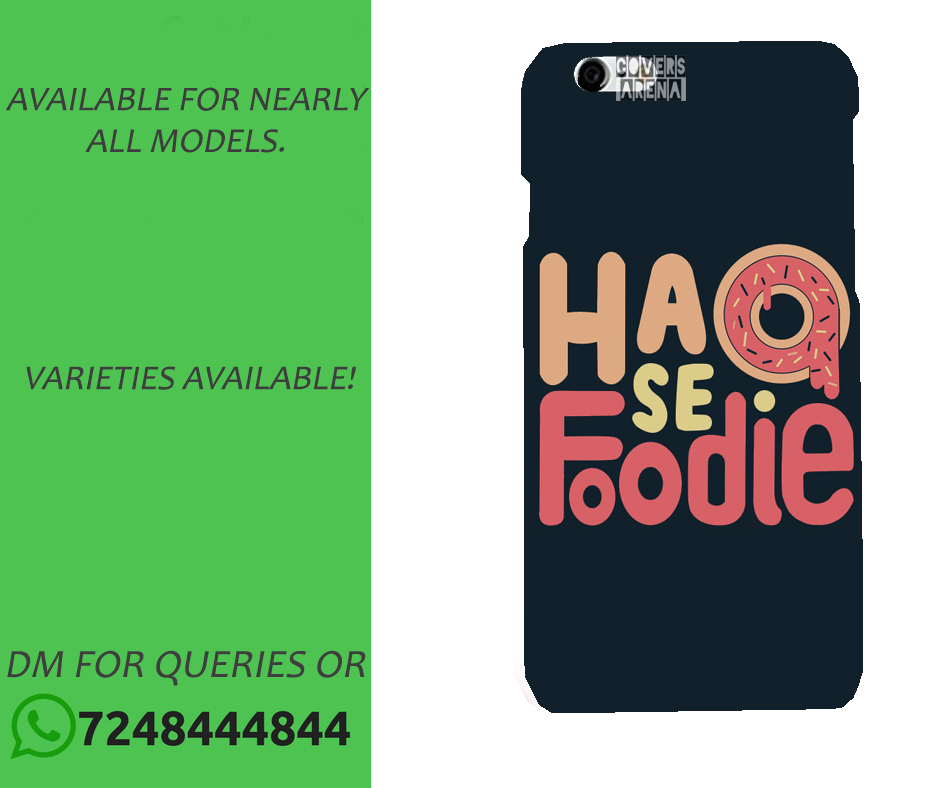 AVAILABLE FOR NEARLY
ALL MODELS.
VARIETIES AVAILABLE!
DM FOR QUERIES OR
7248444844
COVERS
ARENA
HAQ
SE
Foodie